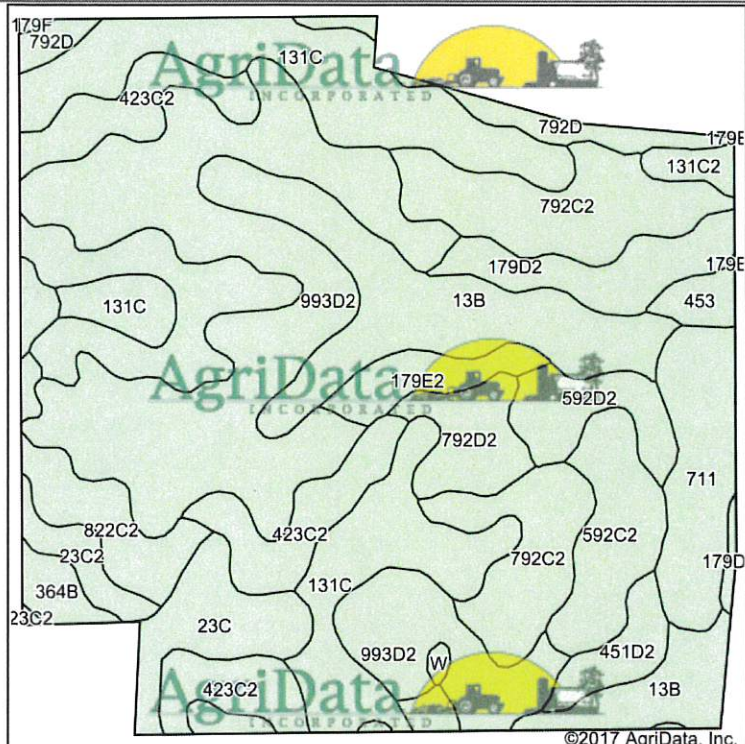 179F
792D
131C
AgriData
INCORPORATED
423C2
792D
179E
131C2
792C2
179D2
179E
131C
993D2
13B
453
AgriData
INCORPORATED
179E2
592D2
792D2
711
822C2
423C2
592C2
792C2
23C2
179D
364B
131C
23C2
23C
993D2
W
451D2
423C2
AgriData
INCORPORATED
13B
©2017 AgriData, Inc.